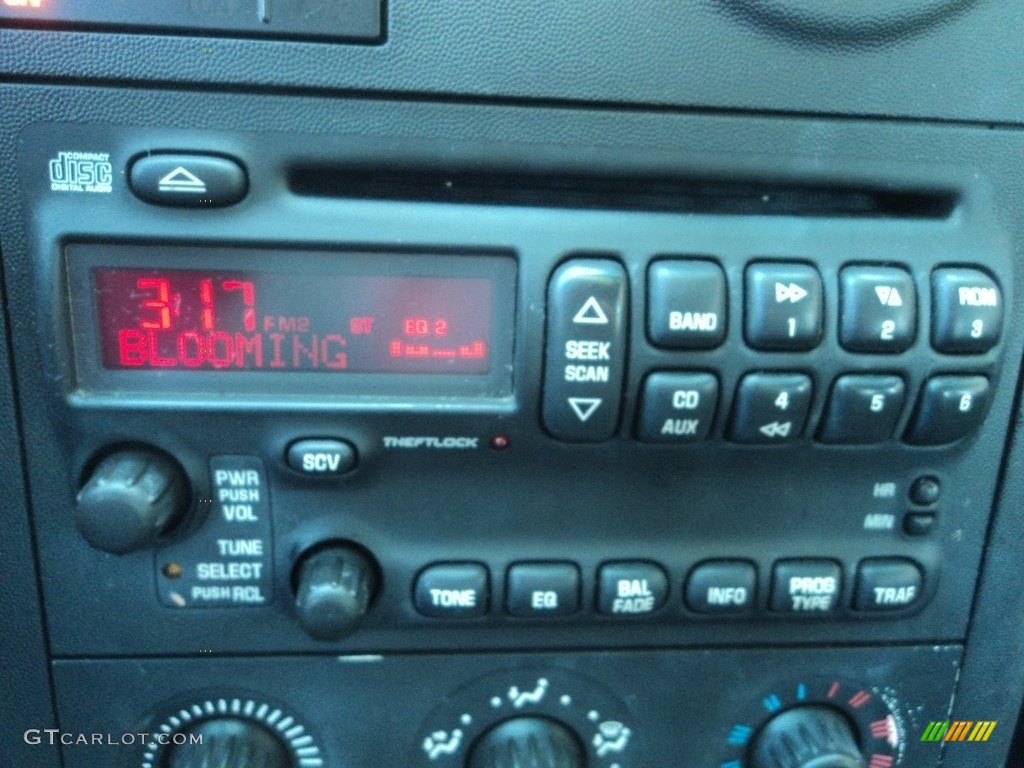 COMPACT
disc
DIGITAL AUDIO
317 FM2 ST EQ 2
BLOOMING
SEEK
SCAN
BAND
1
2
RDM
3
CD
AUX
4
5
6
THEFTLOCK
SCV
PWR
PUSH
VOL
TUNE
SELECT
PUSH RCL
HR
MIN
TONE
EQ
BAL
FADE
INFO
PROG
TYPE
TRAF
GTCARLOT.COM